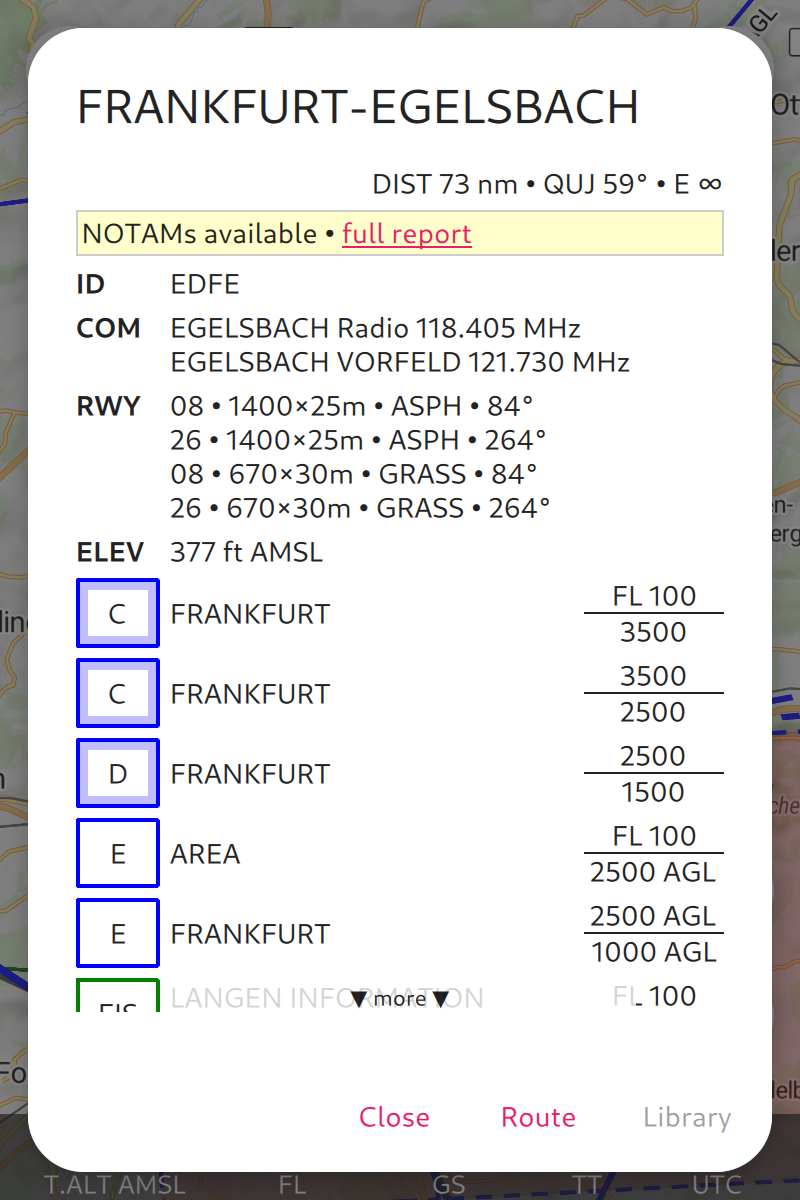 GL
Ot
FRANKFURT-EGELSBACH
DIST 73 nm • QUJ 59° • E ∞
NOTAMs available • full report
ID EDFE
COM EGELSBACH Radio 118.405 MHz
EGELSBACH VORFELD 121.730 MHz
RWY 08 • 1400×25m • ASPH • 84°
26 • 1400×25m • ASPH • 264°
08 • 670×30m • GRASS • 84°
26 • 670×30m • GRASS • 264°
ELEV 377 ft AMSL
C FRANKFURT FL 100
3500
C FRANKFURT 3500
2500
D FRANKFURT 2500
1500
E AREA FL 100
2500 AGL
E FRANKFURT 2500 AGL
1000 AGL
FIS LANGEN INFORMATION FL 100
▼ more ▼
Close Route Library
T.ALT AMSL FL GS TT UTC